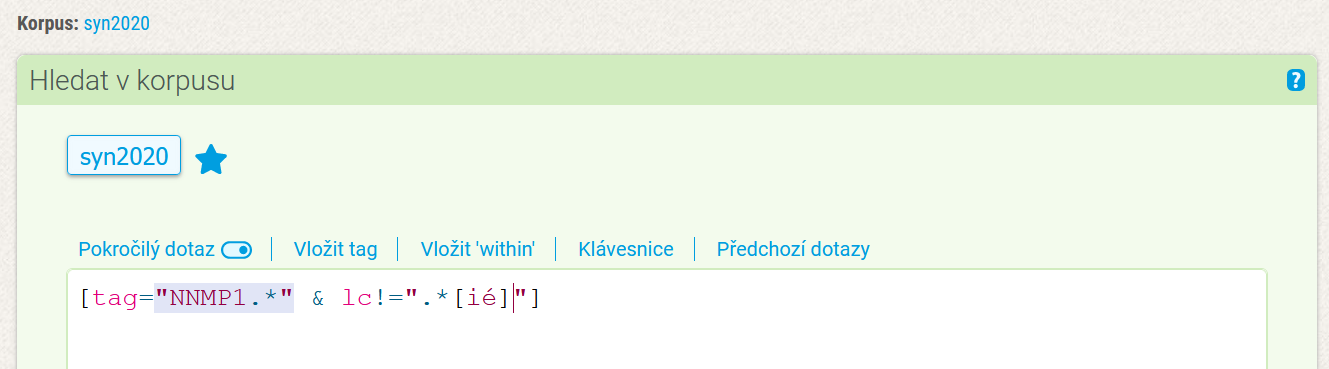 Korpus: syn2020
Hledat v korpusu
?
syn2020
Pokročilý dotaz | Vložit tag | Vložit 'within' | Klávesnice | Předchozí dotazy
[tag="NNMP1.*" & lc!=".*[ié]"]